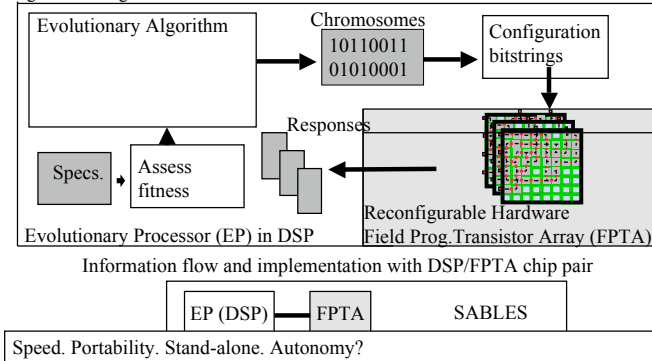 Evolutionary Algorithm
Chromosomes
10110011
01010001
Configuration
bitstrings
Responses
Specs.
Assess
fitness
Evolutionary Processor (EP) in DSP
Reconfigurable Hardware
Field Prog.Transistor Array (FPTA)
Information flow and implementation with DSP/FPTA chip pair
EP (DSP)
FPTA
SABLES
Speed. Portability. Stand-alone. Autonomy?